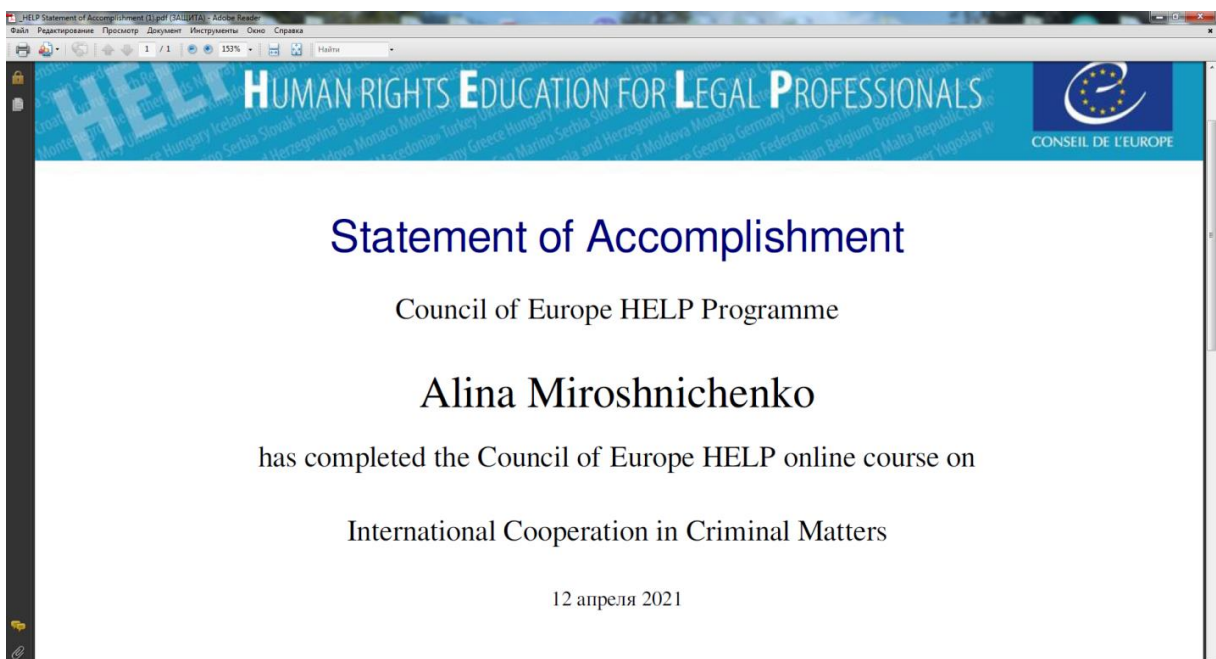 _HELP Statement of Accomplishment (1).pdf (ЗАЩИТА) - Adobe Reader
Файл Редактирование Просмотр Документ Инструменты Окно Справка
1 / 1 153% Найти
HELP
HUMAN RIGHTS EDUCATION FOR LEGAL PROFESSIONALS
CONSEIL DE L'EUROPE
Statement of Accomplishment
Council of Europe HELP Programme
Alina Miroshnichenko
has completed the Council of Europe HELP online course on
International Cooperation in Criminal Matters
12 апреля 2021